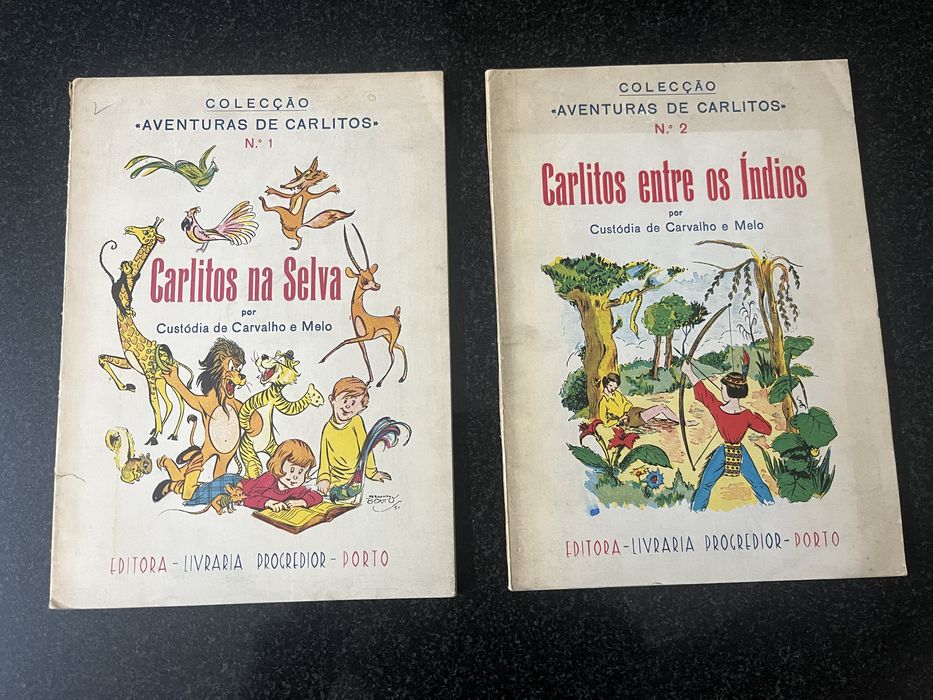 COLECÇÃO
«AVENTURAS DE CARLITOS»
N.º 1
Carlitos na Selva
por
Custódia de Carvalho e Melo
EDITORA - LIVRARIA PROGREDIOR - PORTO
COLECÇÃO
«AVENTURAS DE CARLITOS»
N.º 2
Carlitos entre os Índios
por
Custódia de Carvalho e Melo
EDITORA - LIVRARIA PROGREDIOR - PORTO